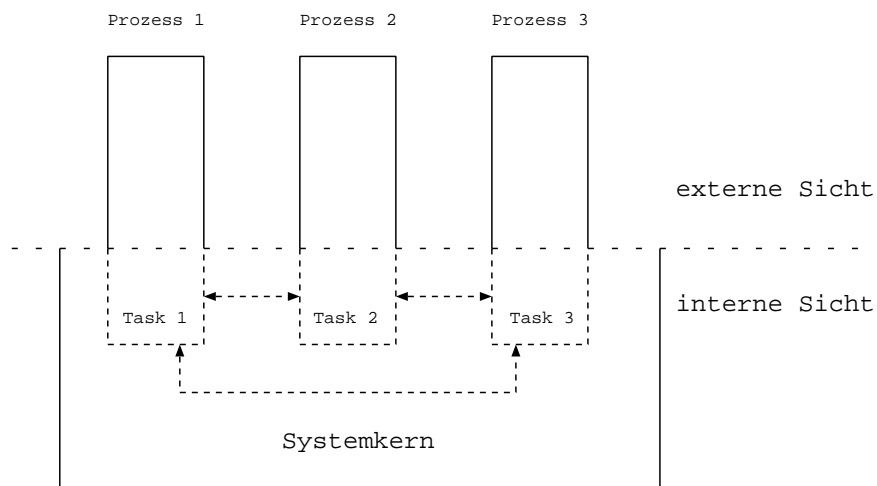 Prozess 1 Prozess 2 Prozess 3
externe Sicht
interne Sicht
Task 1 Task 2 Task 3
Systemkern